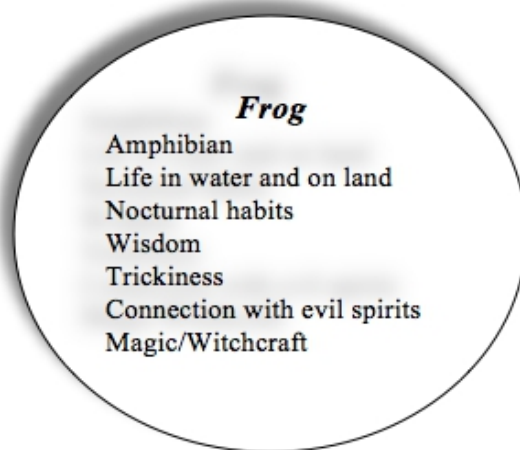 Frog
Amphibian
Life in water and on land
Nocturnal habits
Wisdom
Trickiness
Connection with evil spirits
Magic/Witchcraft